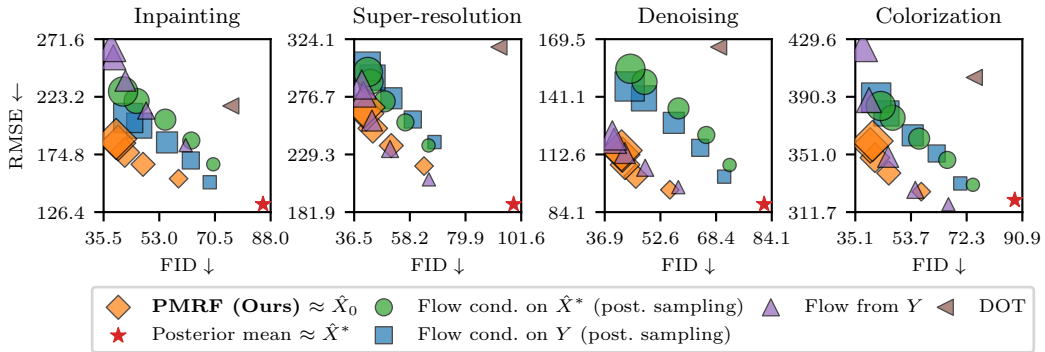 Inpainting
Super-resolution
Denoising
Colorization
RMSE ←
271.6
223.2
174.8
126.4
35.5 53.0 70.5 88.0
FID ↓
324.1
276.7
229.3
181.9
36.5 58.2 79.9 101.6
FID ↓
169.5
141.1
112.6
84.1
36.9 52.6 68.4 84.1
FID ↓
429.6
390.3
351.0
311.7
35.1 53.7 72.3 90.9
FID ↓
PMRF (Ours) ≈ X̂₀ Flow cond. on X̂* (post. sampling) Flow from Y DOT
Posterior mean ≈ X̂* Flow cond. on Y (post. sampling)